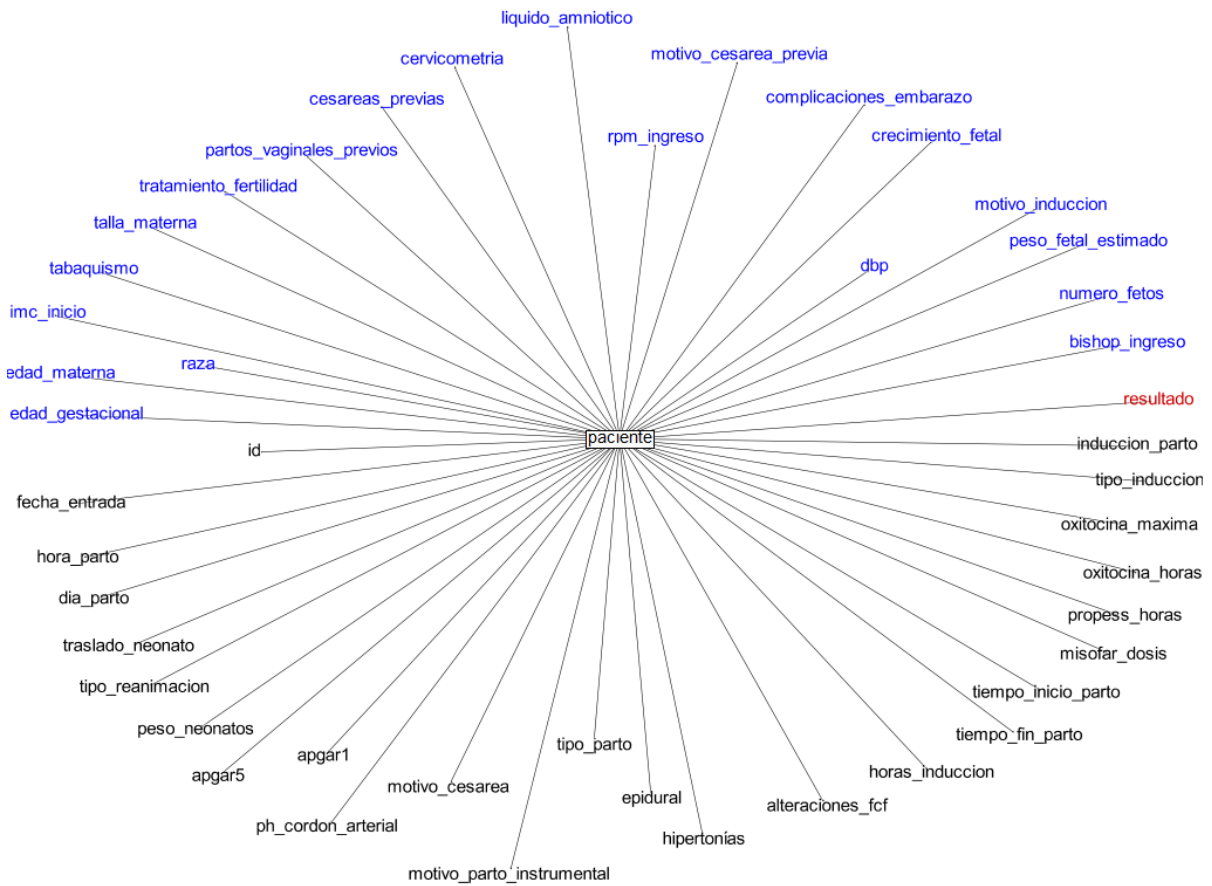 liquido_amniotico
cervicometria
motivo_cesarea_previa
cesareas_previas
complicaciones_embarazo
rpm_ingreso
crecimiento_fetal
partos_vaginales_previos
tratamiento_fertilidad
motivo_induccion
talla_materna
peso_fetal_estimado
tabaquismo
dbp
numero_fetos
imc_inicio
bishop_ingreso
raza
edad_materna
resultado
edad_gestacional
paciente
induccion_parto
id
tipo_induccion
fecha_entrada
oxitocina_maxima
hora_parto
oxitocina_horas
dia_parto
propess_horas
traslado_neonato
misofar_dosis
tipo_reanimacion
tiempo_inicio_parto
peso_neonatos
tiempo_fin_parto
tipo_parto
apgar1
apgar5
horas_induccion
motivo_cesarea
epidural
alteraciones_fcf
ph_cordon_arterial
hipertonías
motivo_parto_instrumental